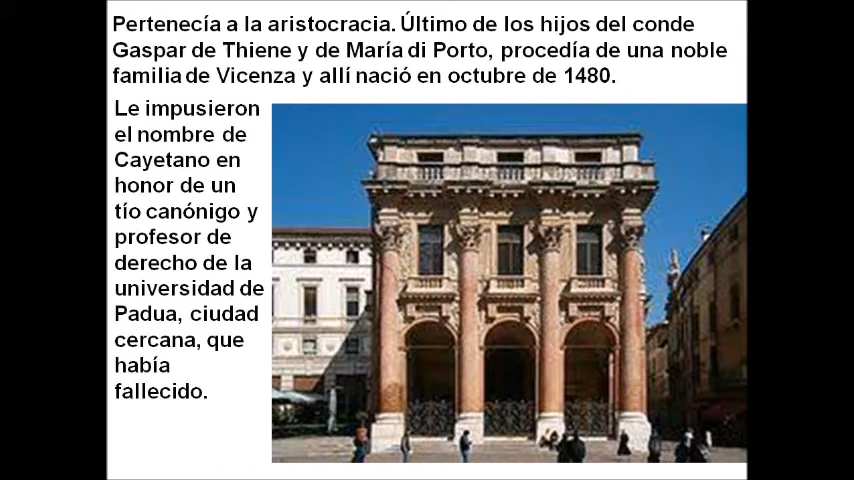 Pertenecía a la aristocracia. Último de los hijos del conde
Gaspar de Thiene y de María di Porto, procedía de una noble
familia de Vicenza y allí nació en octubre de 1480.
Le impusieron
el nombre de
Cayetano en
honor de un
tío canónigo y
profesor de
derecho de la
universidad de
Padua, ciudad
cercana, que
había
fallecido.